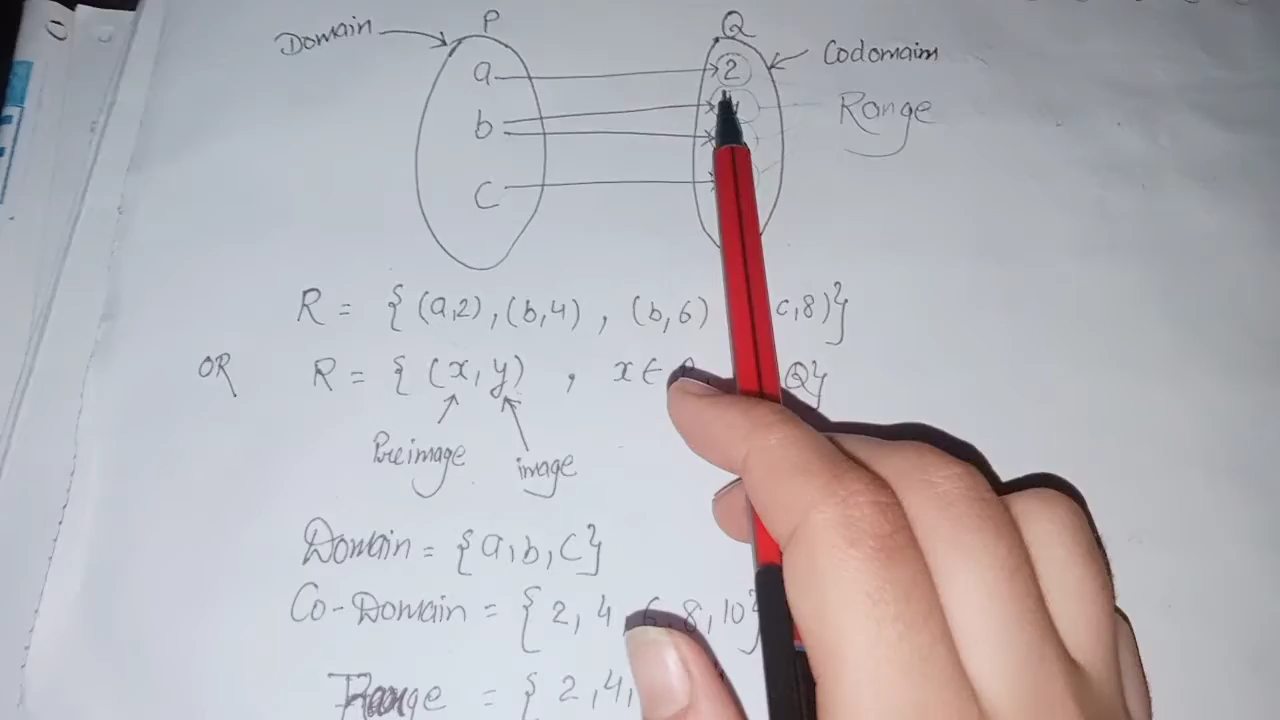 P Q
Domain Codomain
a 2
Range
b
c
R = { (a,2) , (b,4) , (b,6) c,8)}
OR R = { (x, y) , x ∈ Q}
Preimage image
Domain = {a, b, c}
Co-Domain = { 2, 4, 6, 8, 10}
Range = { 2, 4,